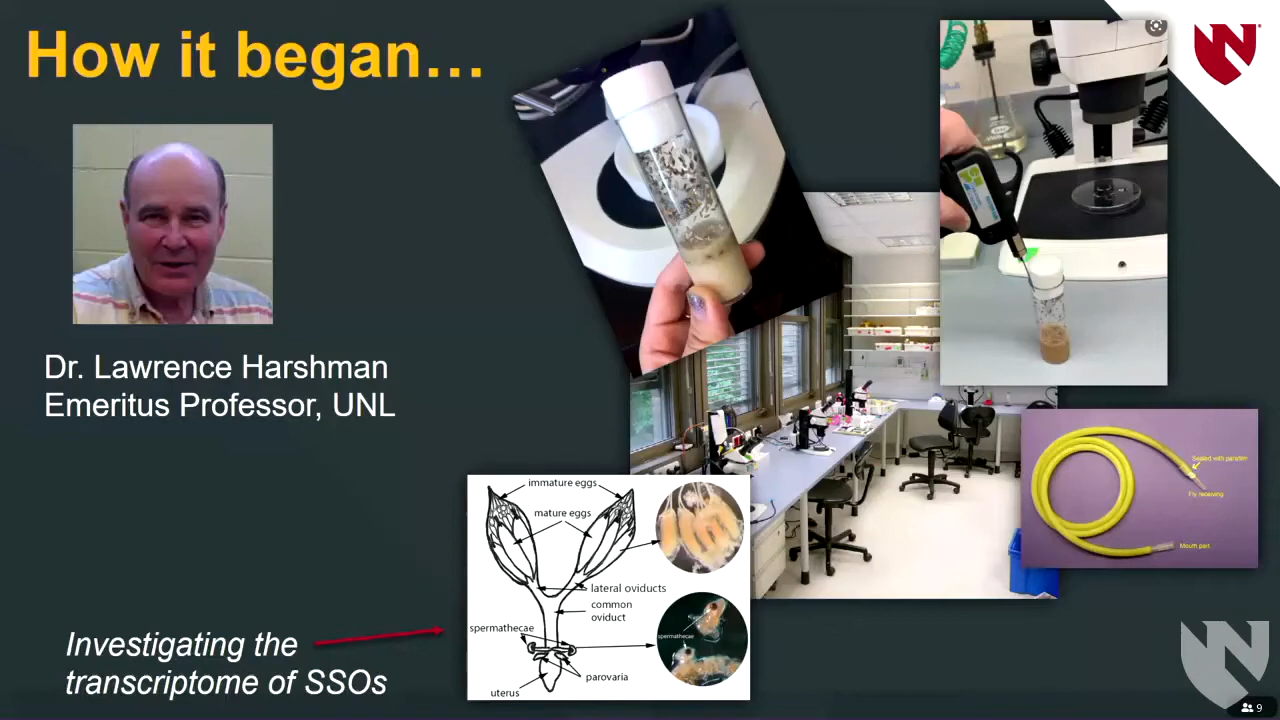 How it began…
Dr. Lawrence Harshman
Emeritus Professor, UNL
Investigating the
transcriptome of SSOs
immature eggs
mature eggs
lateral oviducts
common
oviduct
spermathecae
spermathecae
parovaria
uterus
Sealed with parafilm
Fly receiving
Mouth part
N
N
9